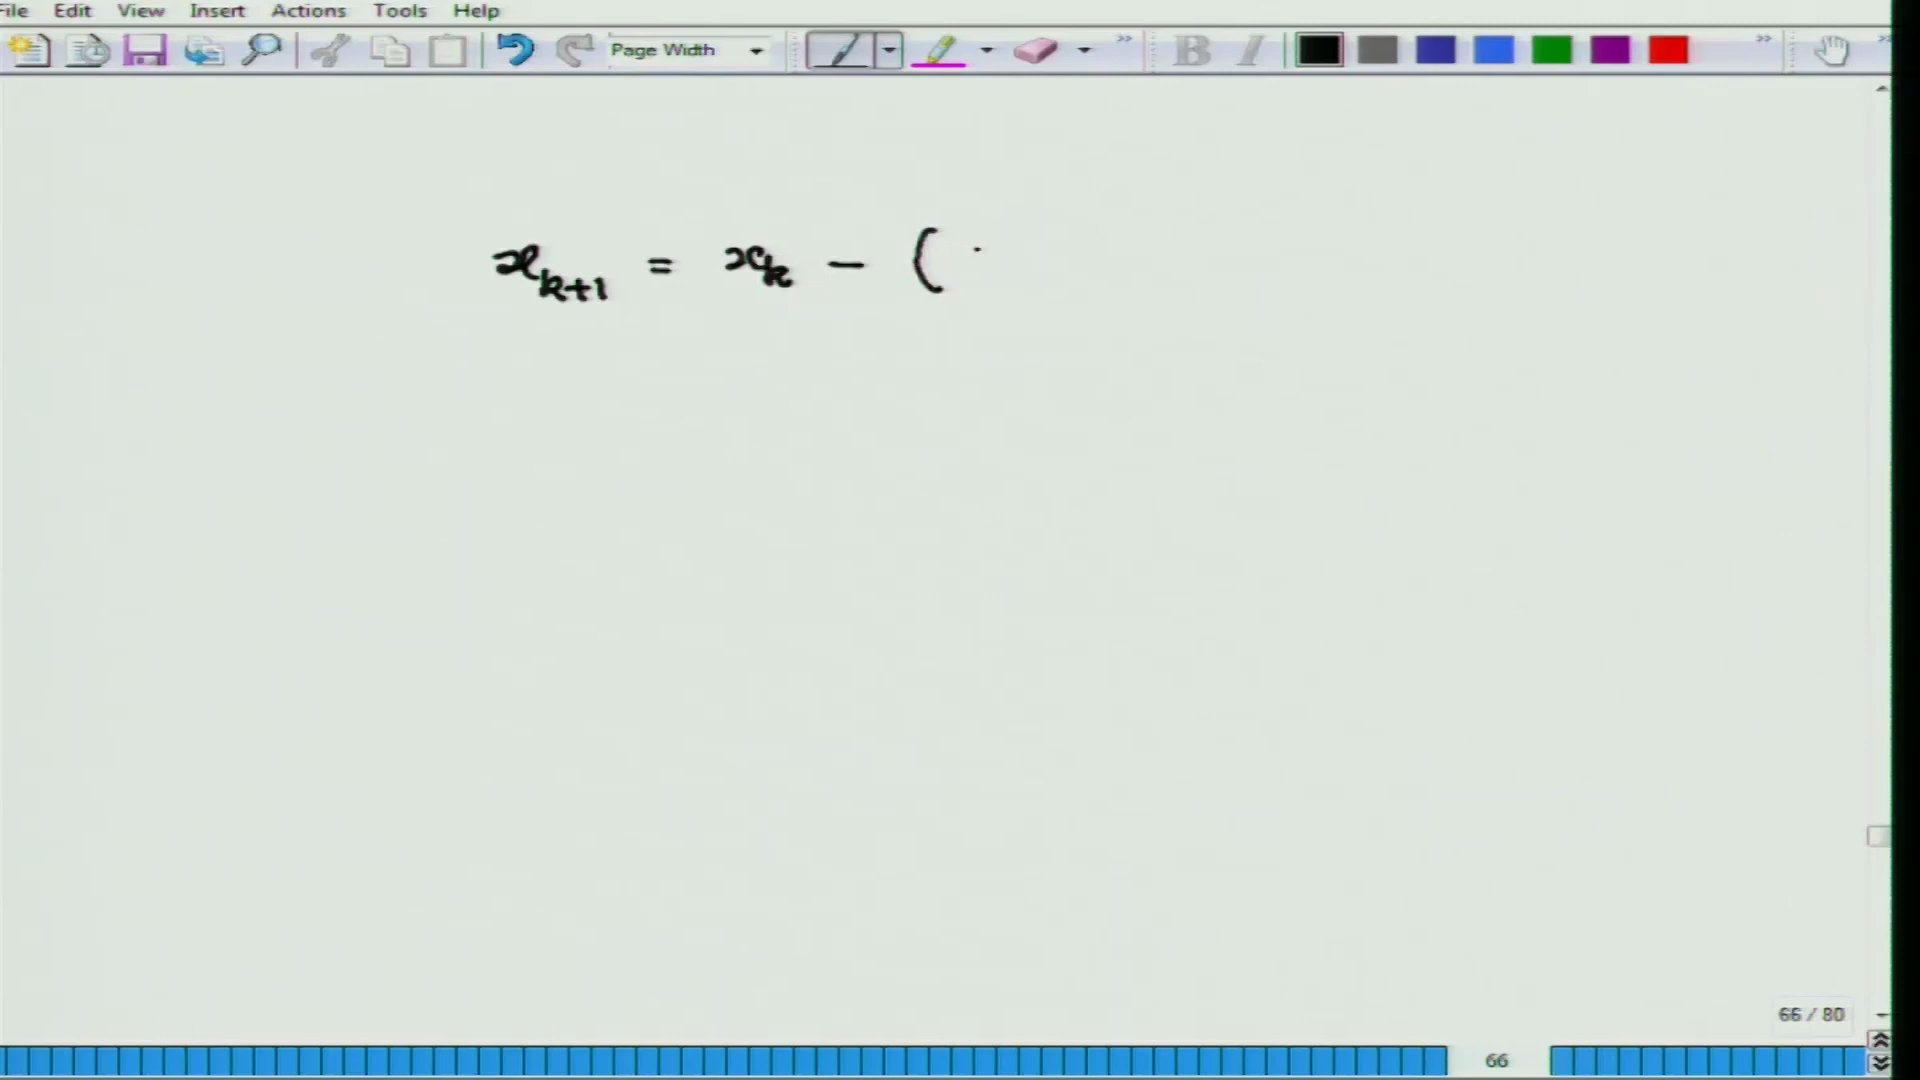 File Edit View Insert Actions Tools Help
Page Width
B I
x_{k+1} = x_k - (
66 / 80
66